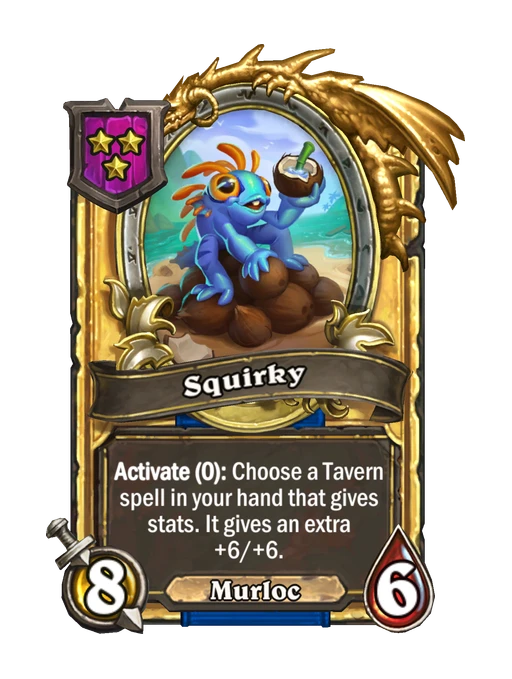 Squirky
Activate (0): Choose a Tavern
spell in your hand that gives
stats. It gives an extra
+6/+6.
8
Murloc
6